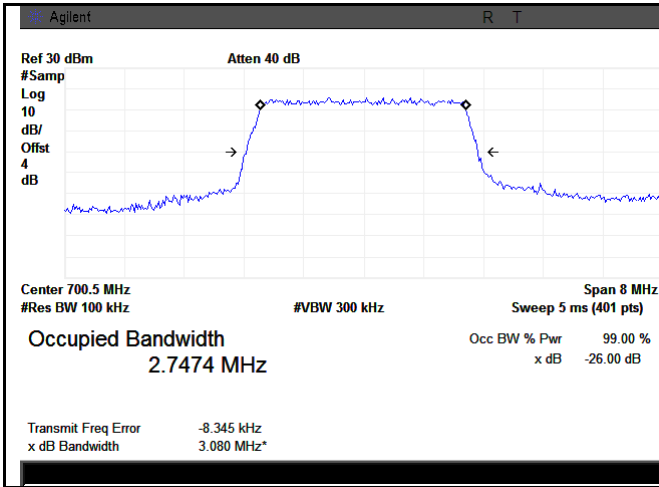 Agilent R T
Ref 30 dBm Atten 40 dB
#Samp
Log
10
dB/
Offst
4
dB
Center 700.5 MHz Span 8 MHz
#Res BW 100 kHz #VBW 300 kHz Sweep 5 ms (401 pts)
Occupied Bandwidth Occ BW % Pwr 99.00 %
2.7474 MHz x dB -26.00 dB
Transmit Freq Error -8.345 kHz
x dB Bandwidth 3.080 MHz*